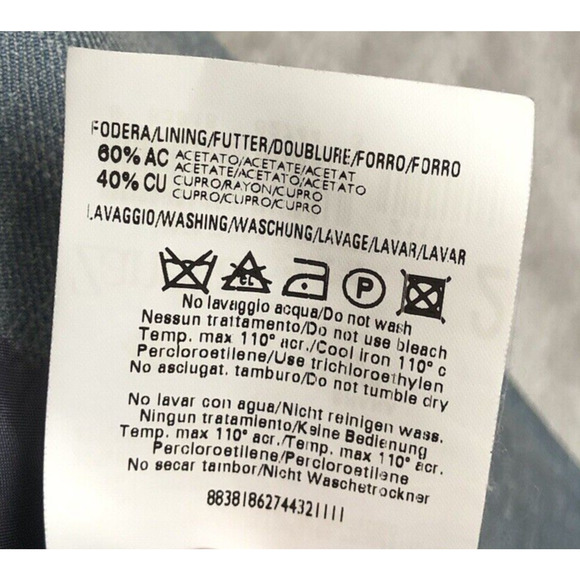 FODERA/LINING/FUTTER/DOUBLURE/FORRO/FORRO
60% AC ACETATO/ACETATE/ACETAT
ACETATE/ACETATO/ACETATO
40% CU CUPRO/RAYON/CUPRO
CUPRO/CUPRO/CUPRO
LAVAGGIO/WASHING/WASCHUNG/LAVAGE/LAVAR/LAVAR
CL P
No lavaggio acqua/Do not wash
Nessun trattamento/Do not use bleach
Temp. max 110° acr./Cool iron 110° c
Percloroetilene/Use trichloroethylen
No asciugat. tamburo/Do not tumble dry
No lavar con agua/Nicht reinigen wass.
Ningun tratamiento/Keine Bedienung
Temp. max 110° acr./Temp. max 110° acr.
Percloroetilene/Percloroetilene
No secar tambor/Nicht Waschetrockner
88381862744321111